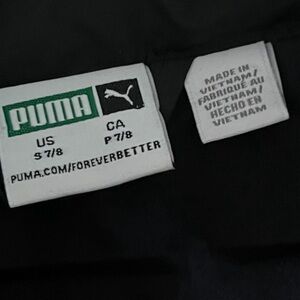 PUMA
US CA
S 7/8 P 7/8
PUMA.COM/FOREVERBETTER
MADE IN
VIETNAM/
FABRIQUÉ AU
VIETNAM/
HECHO EN
VIETNAM